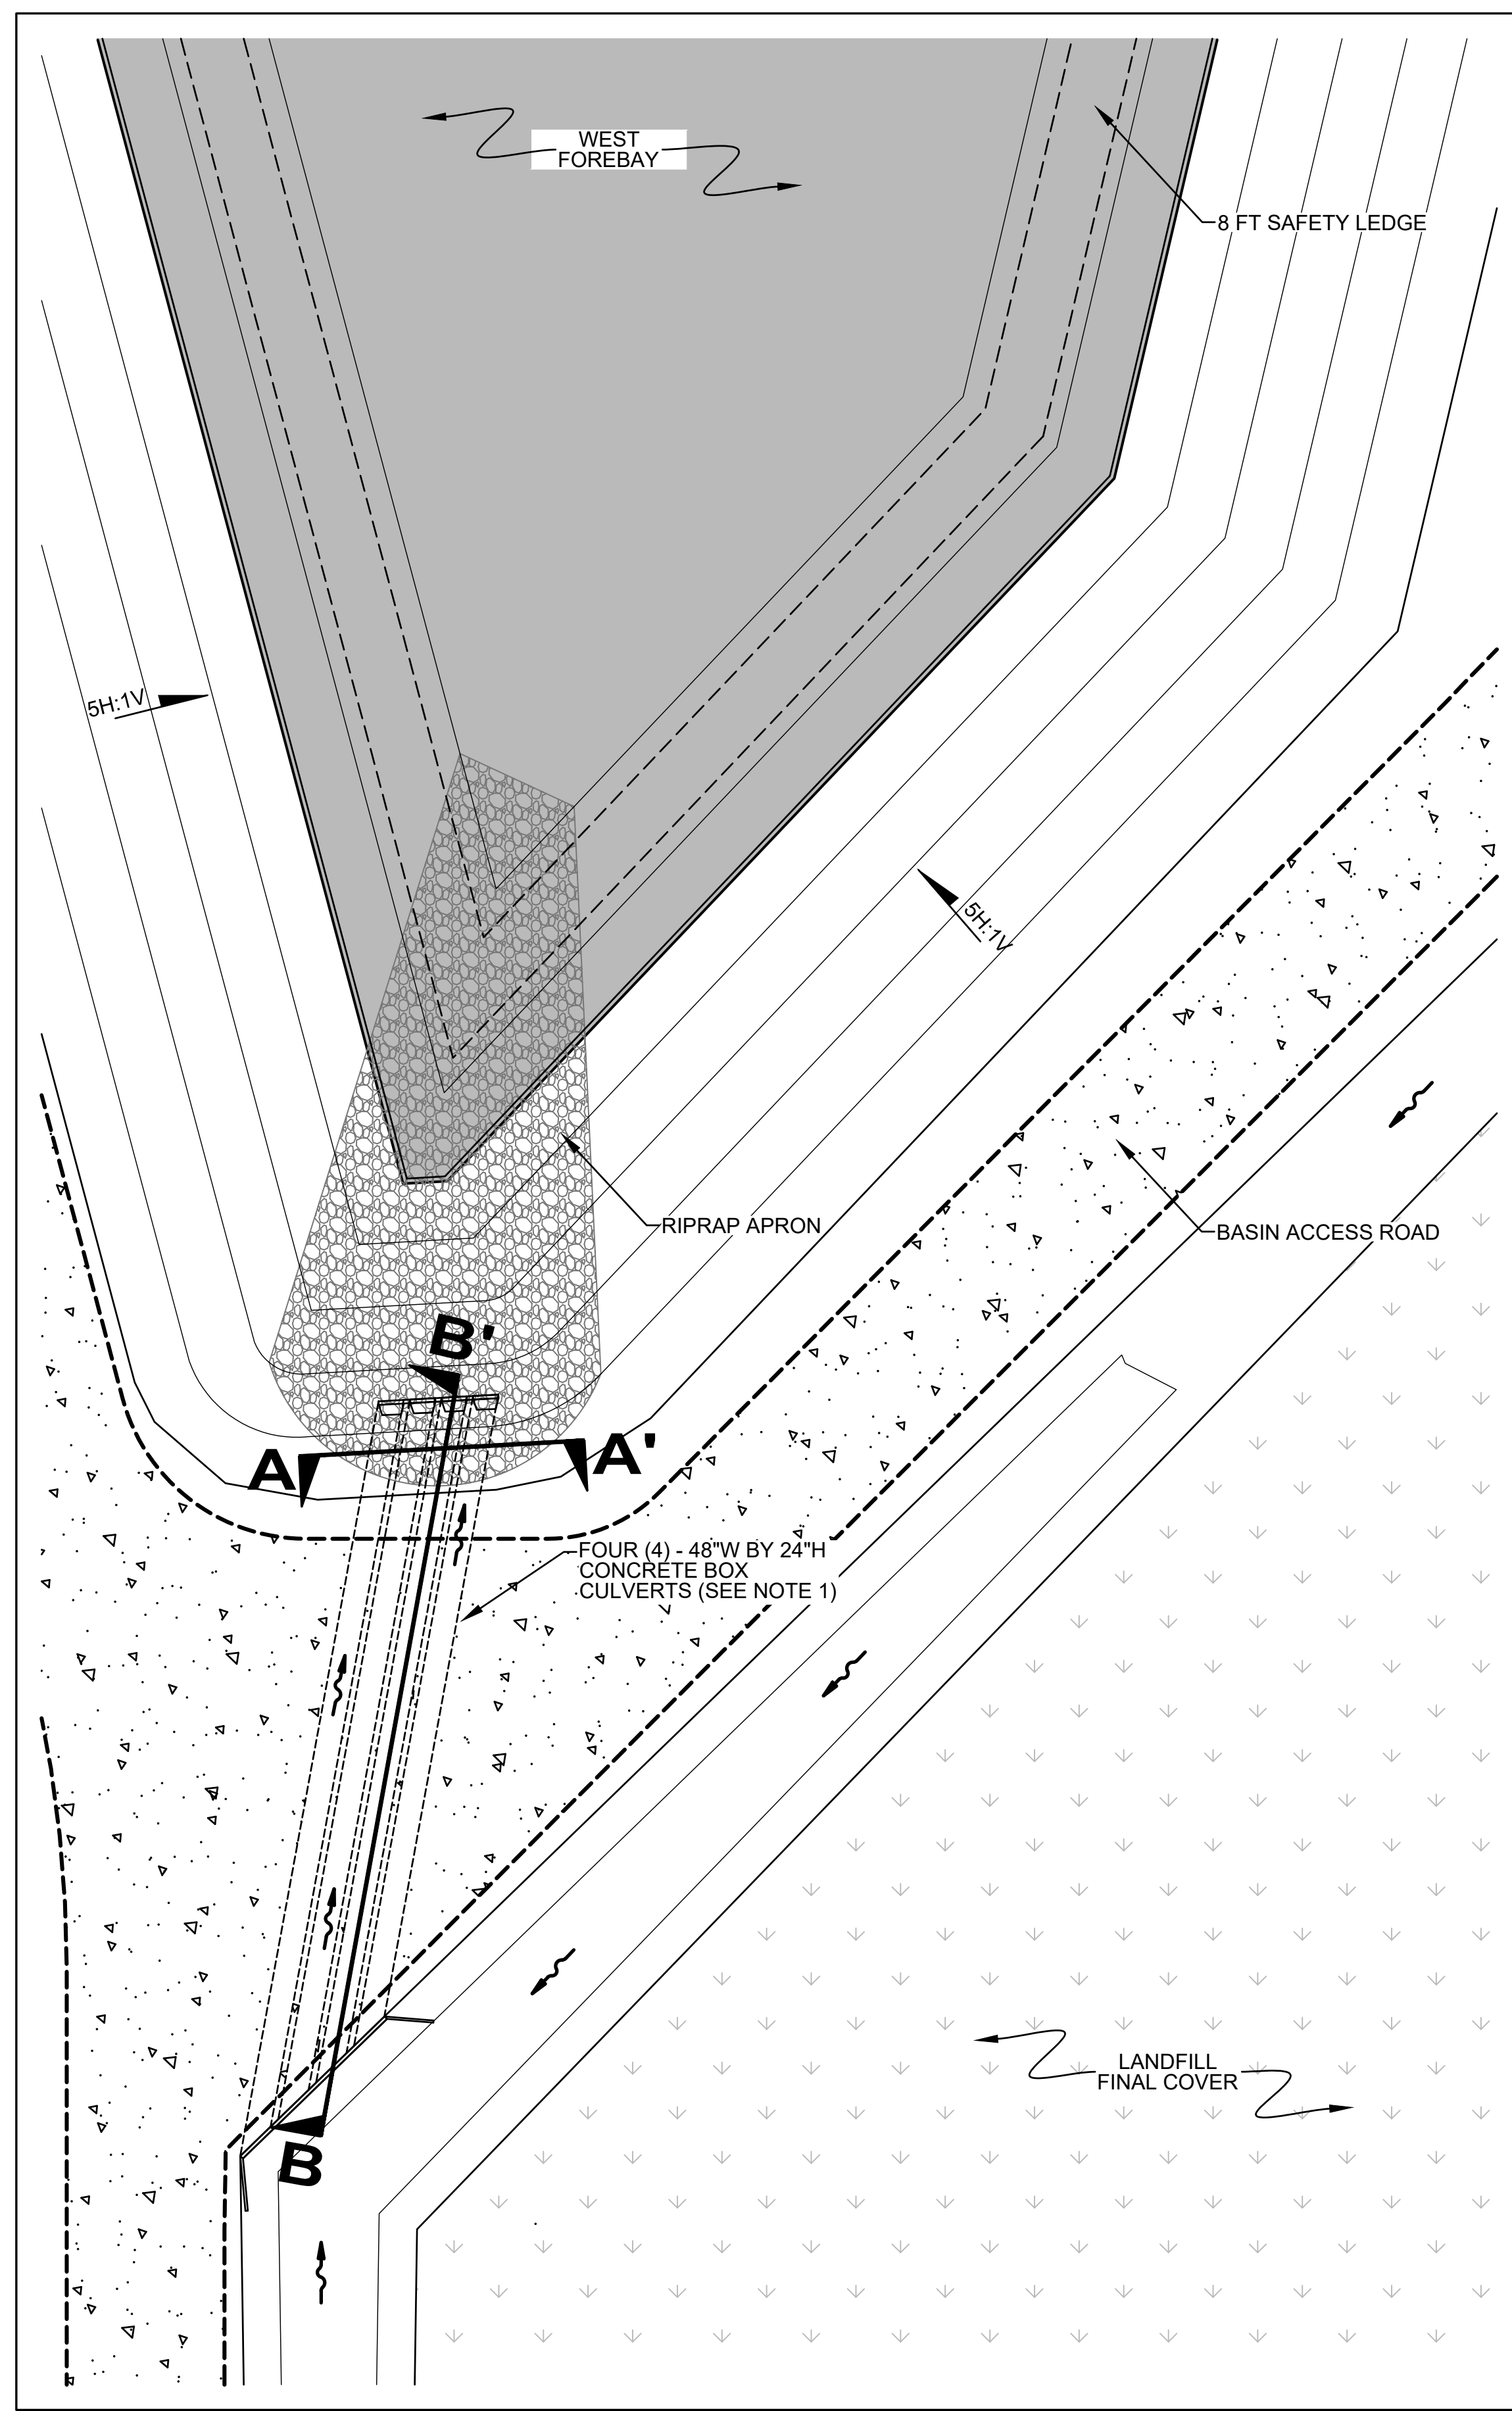 WEST
FOREBAY
8 FT SAFETY LEDGE
5H:1V
5H:1V
RIPRAP APRON
BASIN ACCESS ROAD
B'
A
A'
FOUR (4) - 48"W BY 24"H
CONCRETE BOX
CULVERTS (SEE NOTE 1)
LANDFILL
FINAL COVER
B